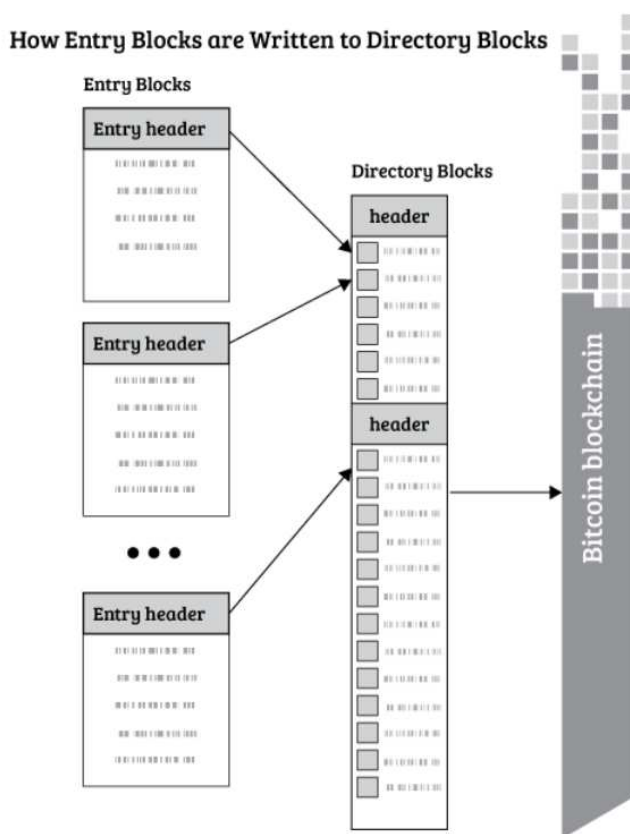 How Entry Blocks are Written to Directory Blocks
Entry Blocks
Entry header
Directory Blocks
header
Entry header
header
Bitcoin blockchain
Entry header